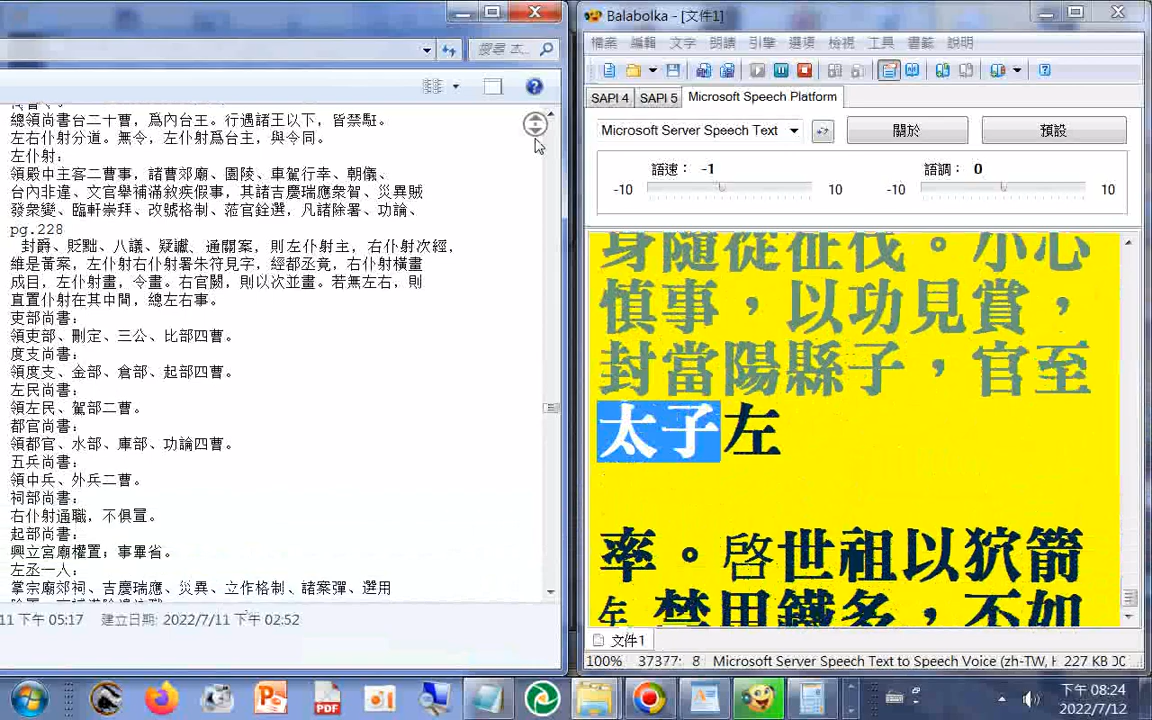 搜尋 本...
總領尚書台二十曹，爲內台主。行遇諸王以下，皆禁駐。
左右仆射分道。無令，左仆射爲台主，與令同。
左仆射：
領殿中主客二曹事，諸曹郊廟、園陵、車駕行幸、朝儀、
台內非違、文官舉補滿敘疾假事，其諸吉慶瑞應衆賀、災異賊
發衆變、臨軒崇拜、改號格制、蒞官銓選，凡諸除署、功論、
pg.228
封爵、貶黜、八議、疑讞、通關案，則左仆射主，右仆射次經，
維是黃案，左仆射右仆射署朱符見字，經都丞竟，右仆射橫畫
成目，左仆射畫，令畫。右官闕，則以次並畫。若無左右，則
直置仆射在其中間，總左右事。
吏部尚書：
領吏部、刪定、三公、比部四曹。
度支尚書：
領度支、金部、倉部、起部四曹。
左民尚書：
領左民、駕部二曹。
都官尚書：
領都官、水部、庫部、功論四曹。
五兵尚書：
領中兵、外兵二曹。
祠部尚書：
右仆射通職，不俱置。
起部尚書：
興立宮廟權置；事畢省。
左丞一人：
掌宗廟郊祠、吉慶瑞應、災異、立作格制、諸案彈、選用
11 下午 05:17 建立日期: 2022/7/11 下午 02:52
Balabolka - [文件1]
檔案 編輯 文字 朗讀 引擎 選項 檢視 工具 書籤 說明
SAPI 4 SAPI 5 Microsoft Speech Platform
Microsoft Server Speech Text 關於 預設
語速： -1 語調： 0
-10 10 -10 10
身隨從征伐。小心
慎事，以功見賞，
封當陽縣子，官至
太子左
率。啓世祖以狖箭
年 禁用鐵多，不如
文件1
100% 37377: 8 Microsoft Server Speech Text to Speech Voice (zh-TW, H 227 KB
PDF
下午 08:24
2022/7/12